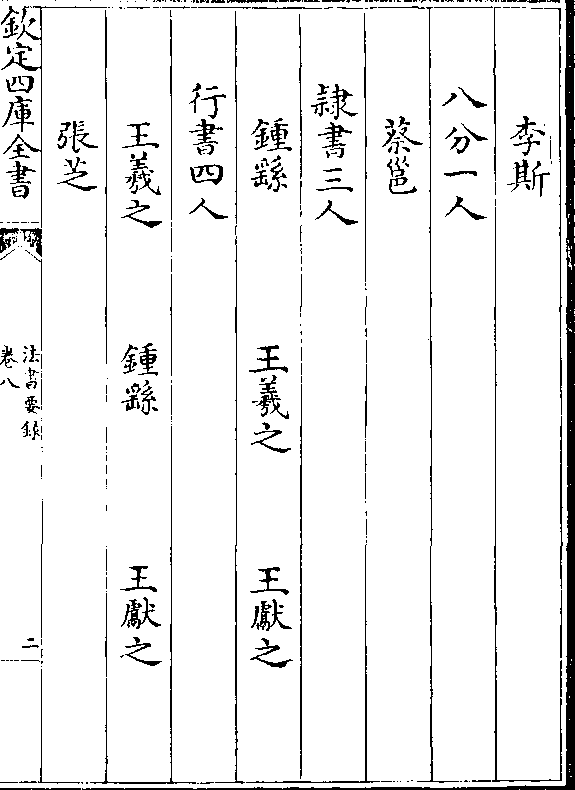 李斯
八分一人
蔡邕
隷書三人
鍾繇 王羲之 王獻之
行書四人
王羲之 鍾繇 王獻之
張芝
欽定四庫全書
法書要録
卷八
二